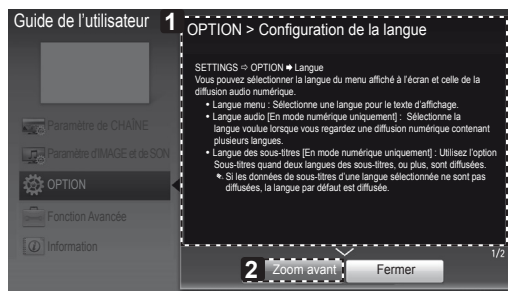 Guide de l'utilisateur
1
OPTION > Configuration de la langue
Paramètre de CHAÎNE
Paramètre d'IMAGE et de SON
OPTION
Fonction Avancée
Information
SETTINGS ⇨ OPTION ➡ Langue
Vous pouvez sélectionner la langue du menu affiché à l'écran et celle de la
diffusion audio numérique.
• Langue menu : Sélectionne une langue pour le texte d'affichage.
• Langue audio [En mode numérique uniquement] : Sélectionne la
langue voulue lorsque vous regardez une diffusion numérique contenant
plusieurs langues.
• Langue des sous-titres [En mode numérique uniquement] : Utilisez l'option
Sous-titres quand deux langues des sous-titres, ou plus, sont diffusées.
Si les données de sous-titres d'une langue sélectionnée ne sont pas
diffusées, la langue par défaut est diffusée.
1/2
2
Zoom avant
Fermer